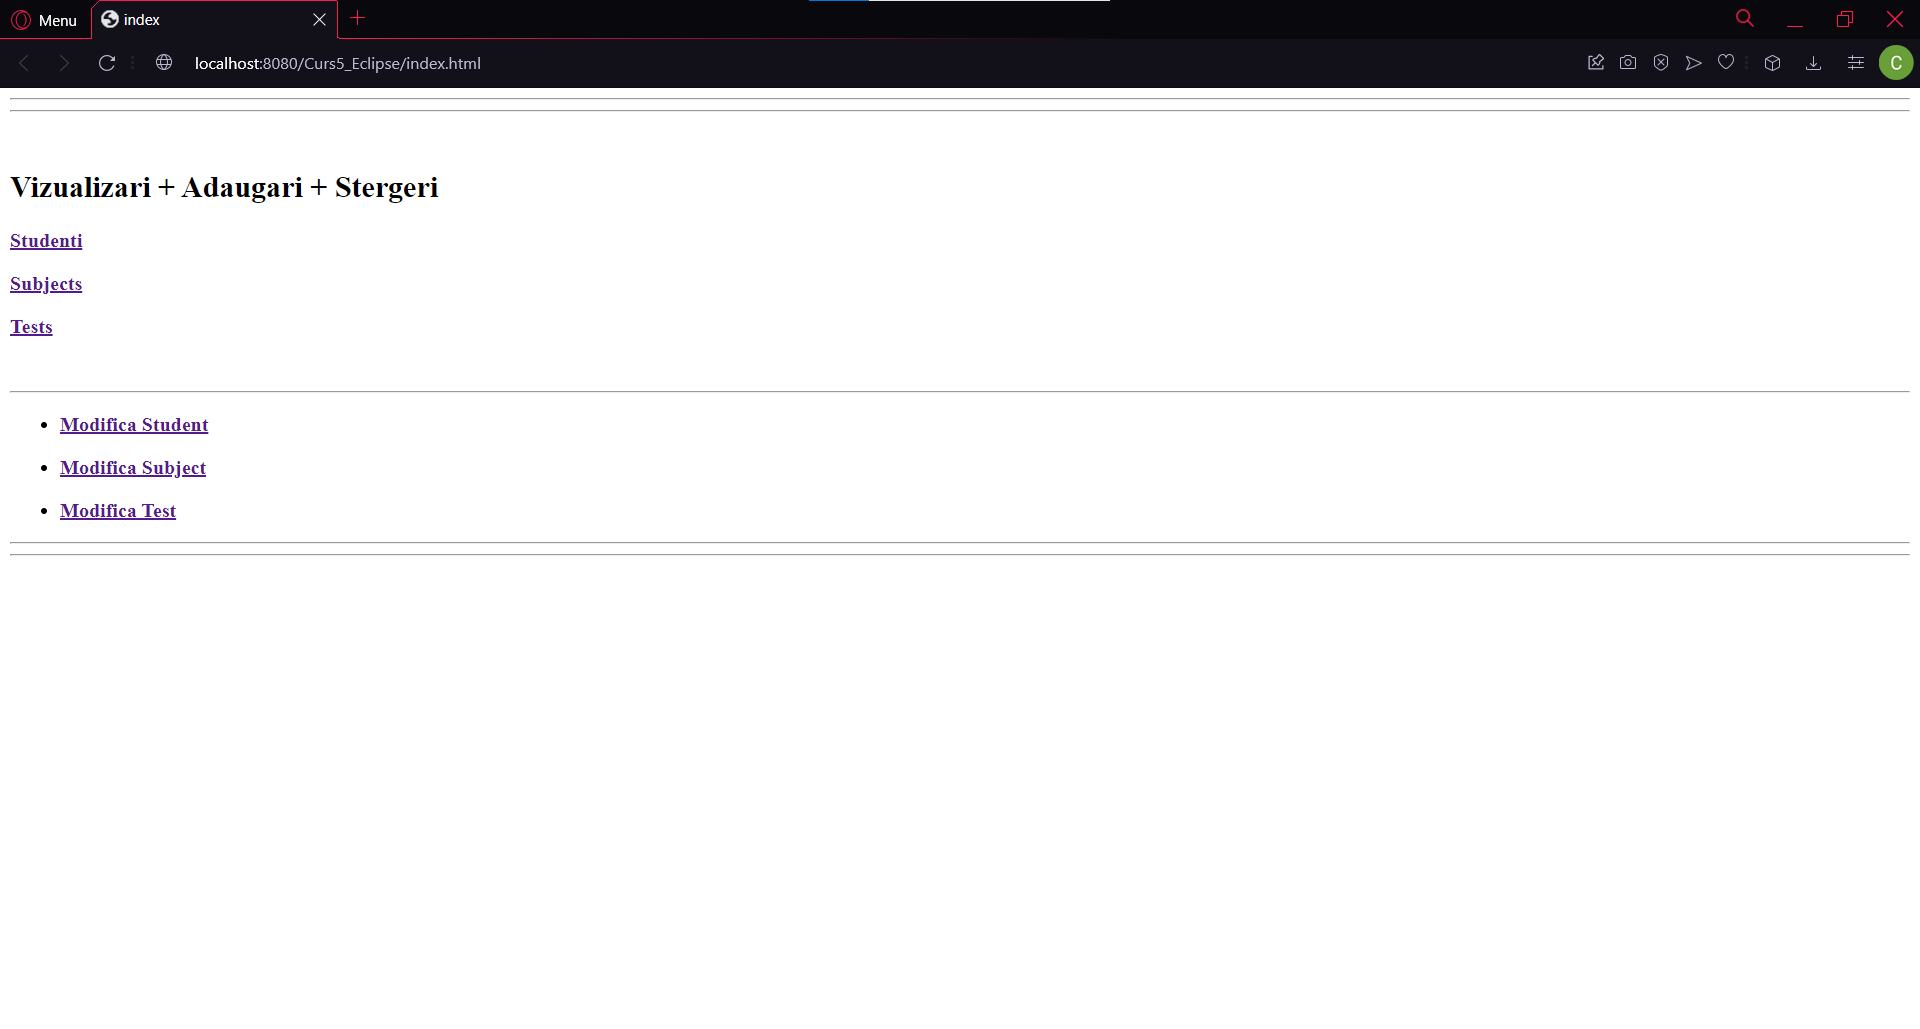 Menu
index
localhost:8080/Curs5_Eclipse/index.html
C
Vizualizari + Adaugari + Stergeri
Studenti
Subjects
Tests
Modifica Student
Modifica Subject
Modifica Test